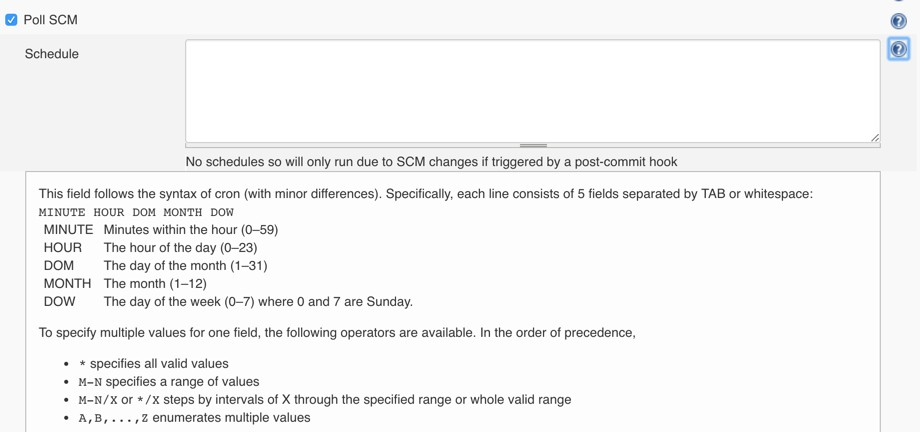 Poll SCM
Schedule
No schedules so will only run due to SCM changes if triggered by a post-commit hook
This field follows the syntax of cron (with minor differences). Specifically, each line consists of 5 fields separated by TAB or whitespace:
MINUTE HOUR DOM MONTH DOW
MINUTE Minutes within the hour (0–59)
HOUR The hour of the day (0–23)
DOM The day of the month (1–31)
MONTH The month (1–12)
DOW The day of the week (0–7) where 0 and 7 are Sunday.
To specify multiple values for one field, the following operators are available. In the order of precedence,
• * specifies all valid values
• M-N specifies a range of values
• M-N/X or */X steps by intervals of X through the specified range or whole valid range
• A,B,...,Z enumerates multiple values